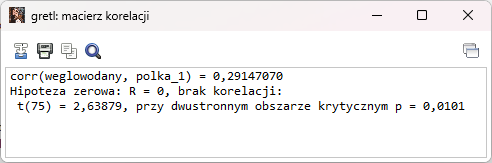 gretl: macierz korelacji
corr(weglowodany, polka_1) = 0,29147070
Hipoteza zerowa: R = 0, brak korelacji:
t(75) = 2,63879, przy dwustronnym obszarze krytycznym p = 0,0101